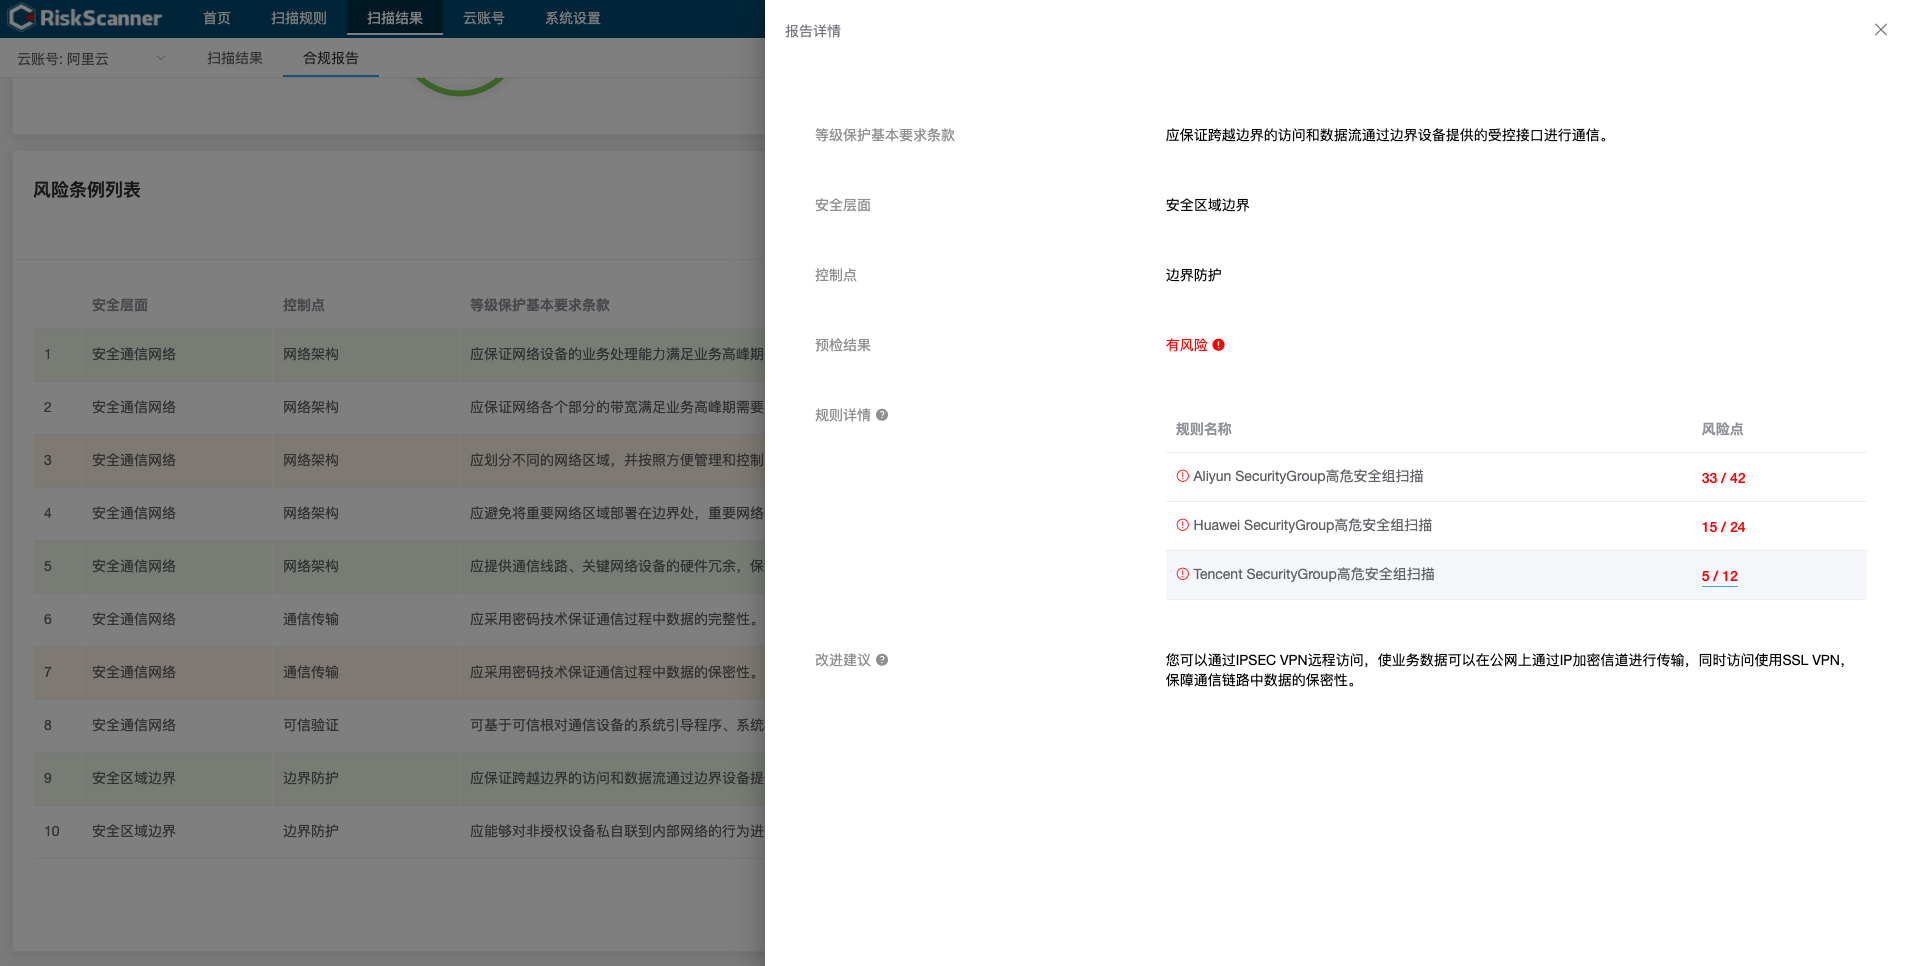 RiskScanner 首页 扫描规则 扫描结果 云账号 系统设置
云账号: 阿里云 扫描结果 合规报告
风险条例列表
安全层面 控制点 等级保护基本要求条款
1 安全通信网络 网络架构 应保证网络设备的业务处理能力满足业务高峰期
2 安全通信网络 网络架构 应保证网络各个部分的带宽满足业务高峰期需要
3 安全通信网络 网络架构 应划分不同的网络区域，并按照方便管理和控制
4 安全通信网络 网络架构 应避免将重要网络区域部署在边界处，重要网络
5 安全通信网络 网络架构 应提供通信线路、关键网络设备的硬件冗余，保
6 安全通信网络 通信传输 应采用密码技术保证通信过程中数据的完整性。
7 安全通信网络 通信传输 应采用密码技术保证通信过程中数据的保密性。
8 安全通信网络 可信验证 可基于可信根对通信设备的系统引导程序、系统
9 安全区域边界 边界防护 应保证跨越边界的访问和数据流通过边界设备提
10 安全区域边界 边界防护 应能够对非授权设备私自联到内部网络的行为进
报告详情
等级保护基本要求条款 应保证跨越边界的访问和数据流通过边界设备提供的受控接口进行通信。
安全层面 安全区域边界
控制点 边界防护
预检结果 有风险
规则详情
规则名称 风险点
Aliyun SecurityGroup高危安全组扫描 33 / 42
Huawei SecurityGroup高危安全组扫描 15 / 24
Tencent SecurityGroup高危安全组扫描 5 / 12
改进建议 您可以通过IPSEC VPN远程访问，使业务数据可以在公网上通过IP加密信道进行传输，同时访问使用SSL VPN，
保障通信链路中数据的保密性。